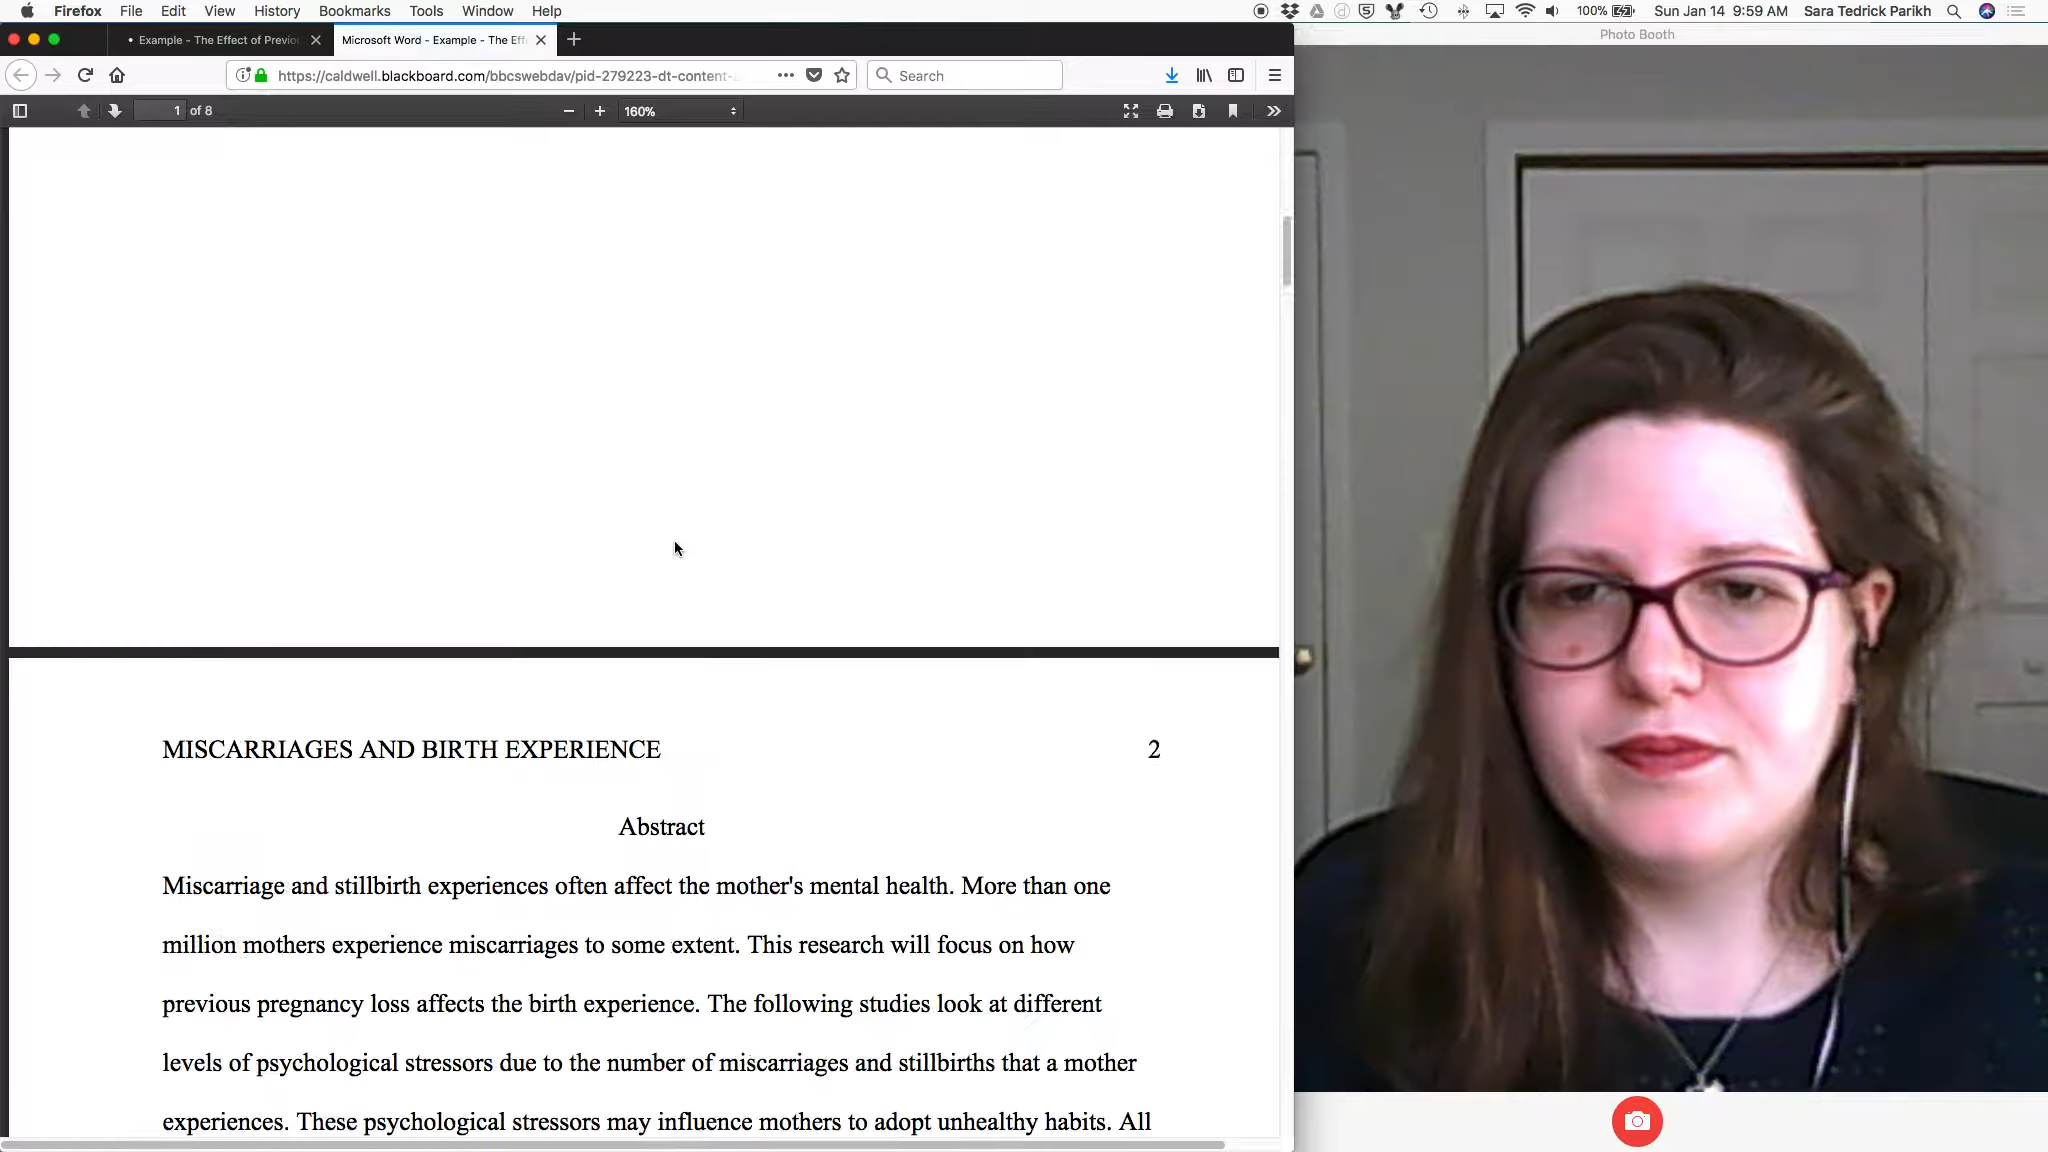 Firefox File Edit View History Bookmarks Tools Window Help 100% Sun Jan 14 9:59 AM Sara Tedrick Parikh
Photo Booth
Example - The Effect of Previo
Microsoft Word - Example - The Eff
https://caldwell.blackboard.com/bbcswebdav/pid-279223-dt-content-
Search
1 of 8
160%
MISCARRIAGES AND BIRTH EXPERIENCE 2
Abstract
Miscarriage and stillbirth experiences often affect the mother's mental health. More than one
million mothers experience miscarriages to some extent. This research will focus on how
previous pregnancy loss affects the birth experience. The following studies look at different
levels of psychological stressors due to the number of miscarriages and stillbirths that a mother
experiences. These psychological stressors may influence mothers to adopt unhealthy habits. All